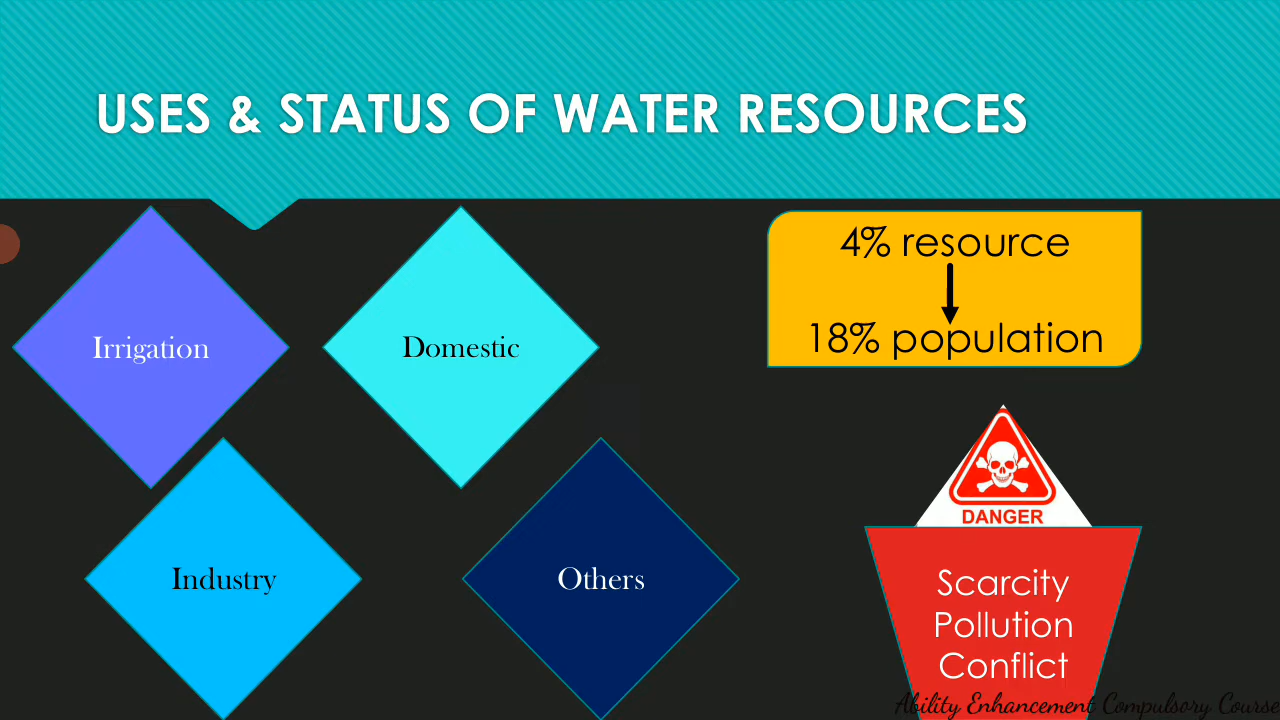 USES & STATUS OF WATER RESOURCES
Irrigation
Domestic
Industry
Others
4% resource
18% population
DANGER
Scarcity
Pollution
Conflict
Ability Enhancement Compulsory Course